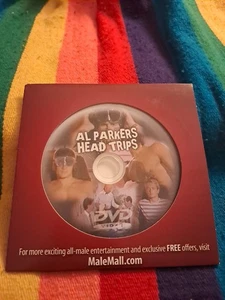 AL PARKERS
HEAD TRIPS
DVD
For more exciting all-male entertainment and exclusive FREE offers, visit
MaleMall.com